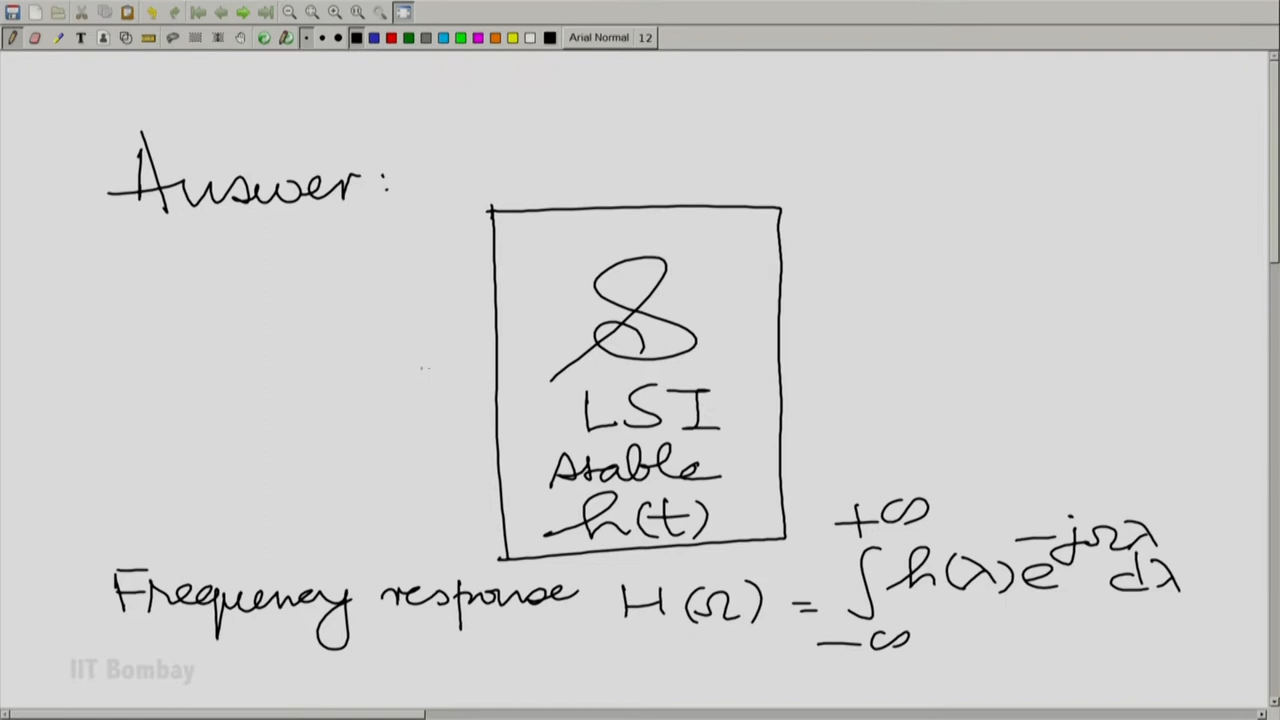 Arial Normal 12
Answer:
S
LSI
stable
h(t)
Frequency response H(Ω) = ∫_{-∞}^{+∞} h(λ) e^{-jΩλ} dλ
IIT Bombay